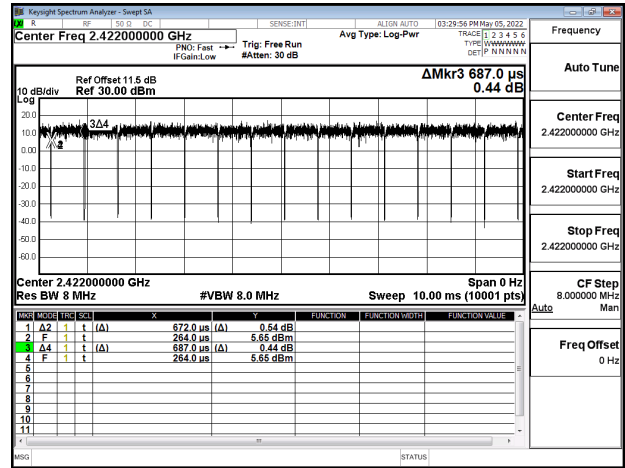 Keysight Spectrum Analyzer - Swept SA
R RF 50 Ω DC SENSE:INT ALIGN AUTO 03:29:56 PM May 05, 2022
Center Freq 2.422000000 GHz
PNO: Fast
IFGain:Low
Trig: Free Run
#Atten: 30 dB
Avg Type: Log-Pwr
TRACE 1 2 3 4 5 6
TYPE WWWWWW
DET P NNNNN
Ref Offset 11.5 dB
10 dB/div Ref 30.00 dBm
ΔMkr3 687.0 µs
0.44 dB
Log
20.0
10.0
0.00
-10.0
-20.0
-30.0
-40.0
-50.0
-60.0
3Δ4
Center 2.422000000 GHz Span 0 Hz
Res BW 8 MHz #VBW 8.0 MHz Sweep 10.00 ms (10001 pts)
MKR MODE TRC SCL X Y FUNCTION FUNCTION WIDTH FUNCTION VALUE
1 Δ2 1 t (Δ) 672.0 µs (Δ) 0.64 dB
2 F 1 t 264.0 µs 5.65 dBm
3 Δ4 1 t (Δ) 687.0 µs (Δ) 0.44 dB
4 F 1 t 264.0 µs 5.65 dBm
5
6
7
8
9
10
11
MSG STATUS
Frequency
Auto Tune
Center Freq
2.422000000 GHz
Start Freq
2.422000000 GHz
Stop Freq
2.422000000 GHz
CF Step
8.000000 MHz
Auto Man
Freq Offset
0 Hz